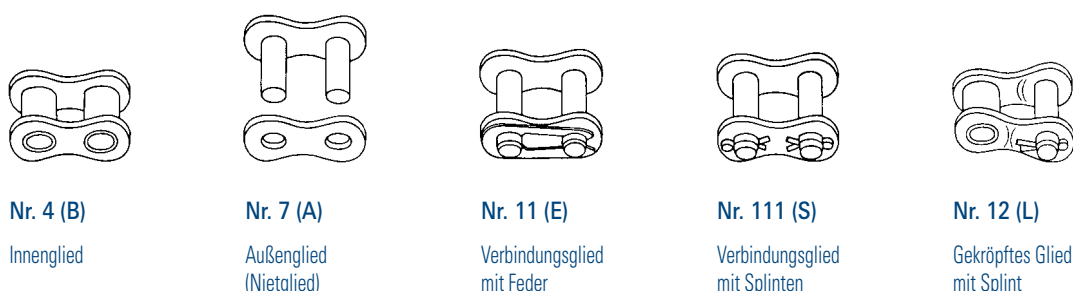 Nr. 4 (B)
Innenglied
Nr. 7 (A)
Außenglied
(Nietglied)
Nr. 11 (E)
Verbindungsglied
mit Feder
Nr. 111 (S)
Verbindungsglied
mit Splinten
Nr. 12 (L)
Gekröpftes Glied
mit Splint